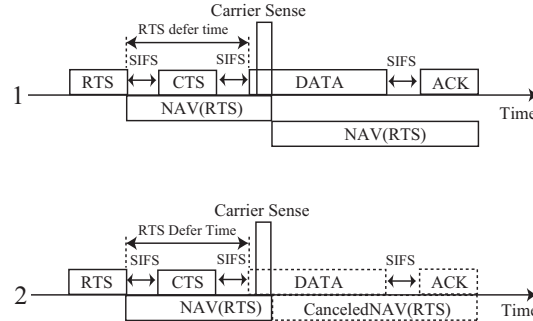 Carrier Sense
RTS defer time
SIFS SIFS SIFS
RTS CTS DATA ACK
1
NAV(RTS) Time
NAV(RTS)
Carrier Sense
RTS Defer Time
SIFS SIFS SIFS
RTS CTS DATA ACK
2
NAV(RTS) CanceledNAV(RTS) Time